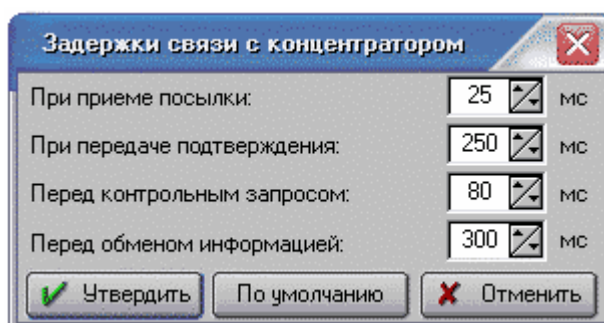 Задержки связи с концентратором
При приеме посылки: 25 мс
При передаче подтверждения: 250 мс
Перед контрольным запросом: 80 мс
Перед обменом информацией: 300 мс
Утвердить По умолчанию Отменить